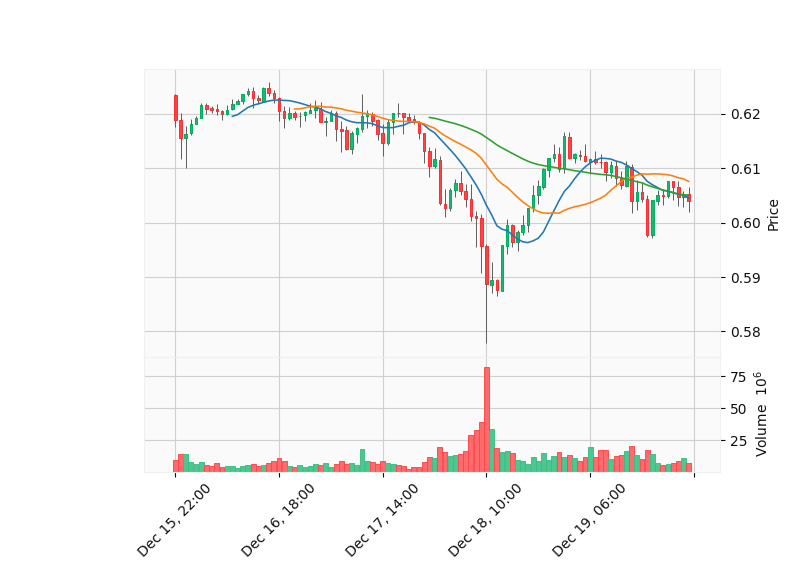 0.62
0.61
0.60
0.59
0.58
Price
75
50
25
Volume 10^6
Dec 15, 22:00
Dec 16, 18:00
Dec 17, 14:00
Dec 18, 10:00
Dec 19, 06:00